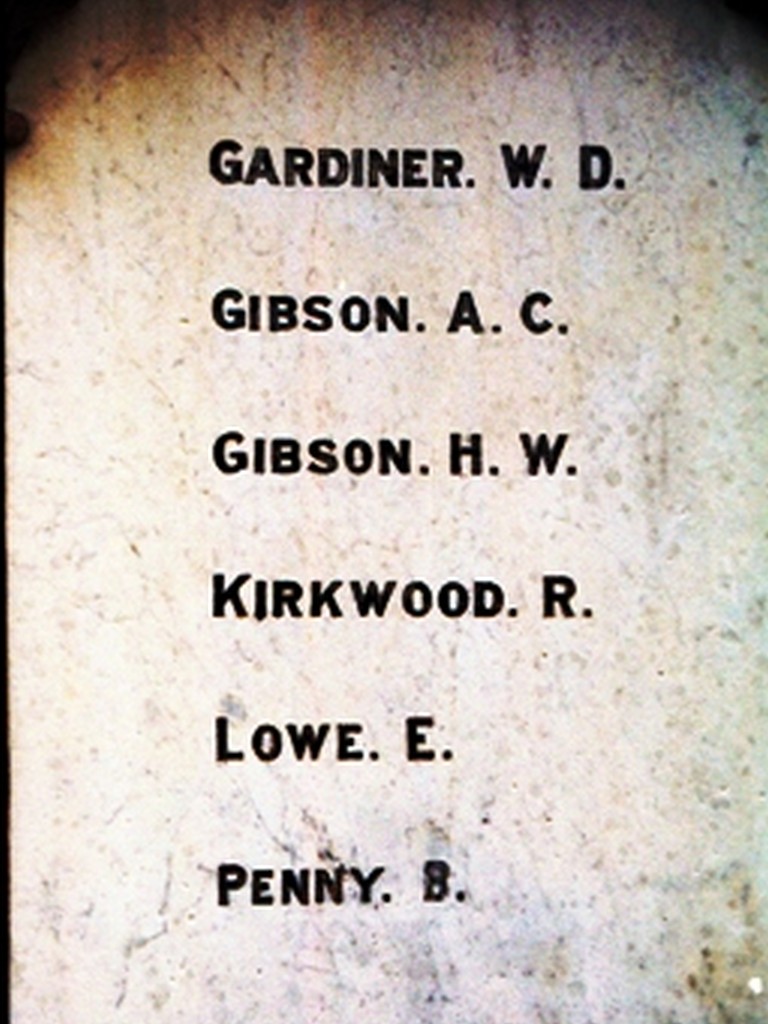 GARDINER. W. D.
GIBSON. A. C.
GIBSON. H. W.
KIRKWOOD. R.
LOWE. E.
PENNY. B.